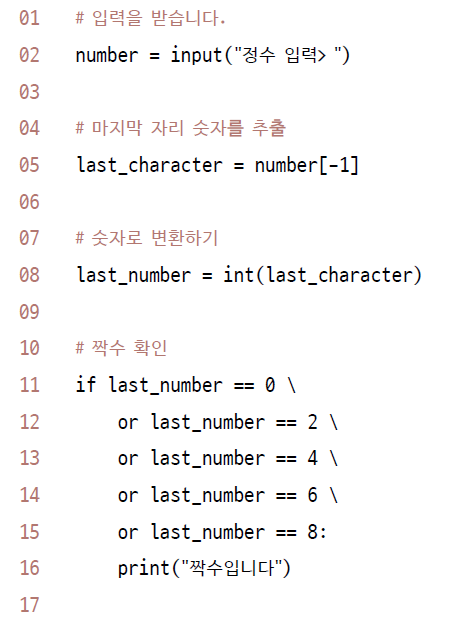 01 # 입력을 받습니다.
02 number = input("정수 입력> ")
03
04 # 마지막 자리 숫자를 추출
05 last_character = number[-1]
06
07 # 숫자로 변환하기
08 last_number = int(last_character)
09
10 # 짝수 확인
11 if last_number == 0 \
12     or last_number == 2 \
13     or last_number == 4 \
14     or last_number == 6 \
15     or last_number == 8:
16     print("짝수입니다")
17